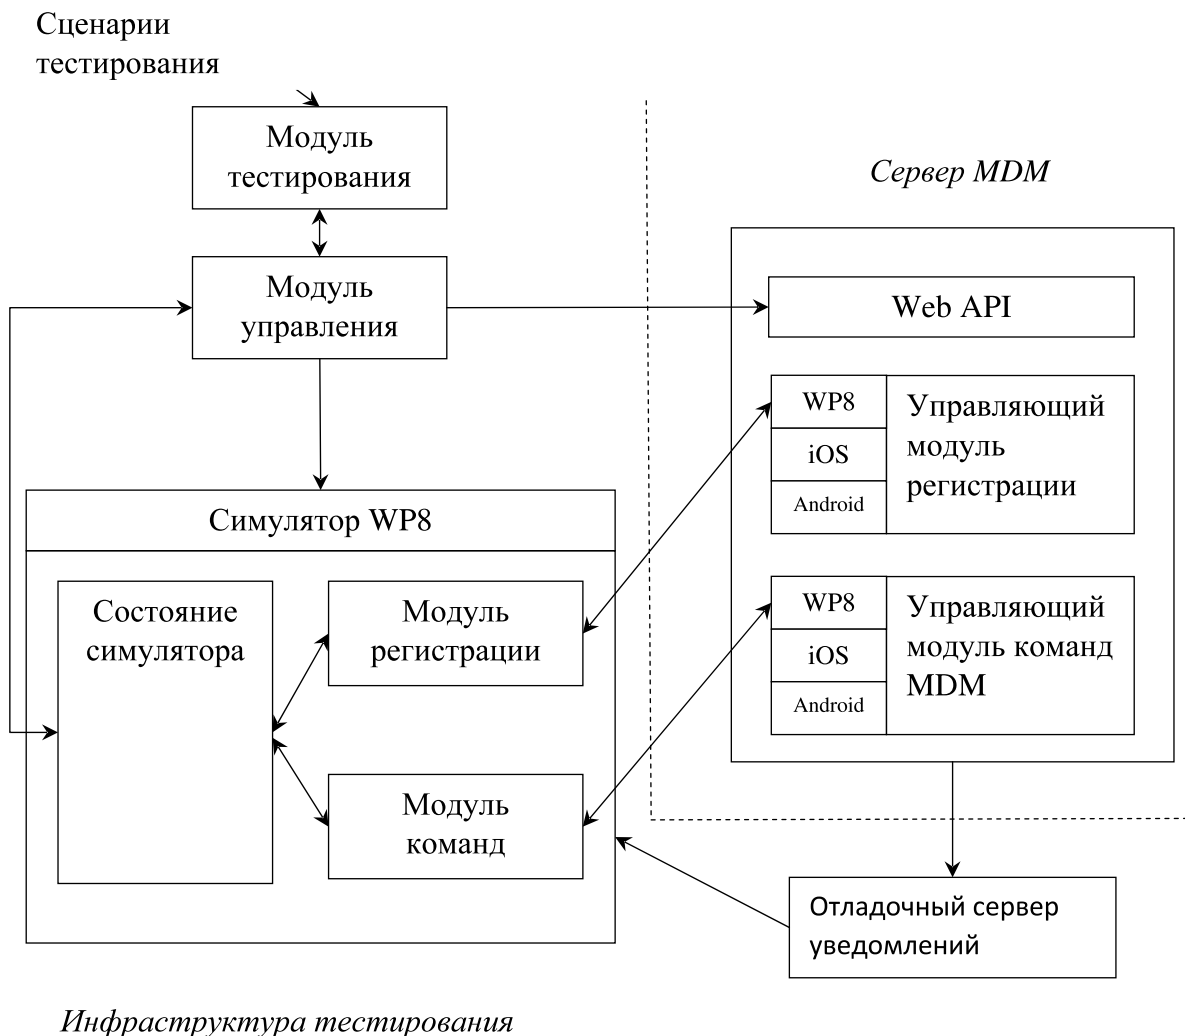 Сценарии
тестирования
Модуль
тестирования
Сервер MDM
Модуль
управления
Web API
WP8
iOS
Android
Управляющий
модуль
регистрации
Симулятор WP8
Состояние
симулятора
Модуль
регистрации
WP8
iOS
Android
Управляющий
модуль команд
MDM
Модуль
команд
Отладочный сервер
уведомлений
Инфраструктура тестирования